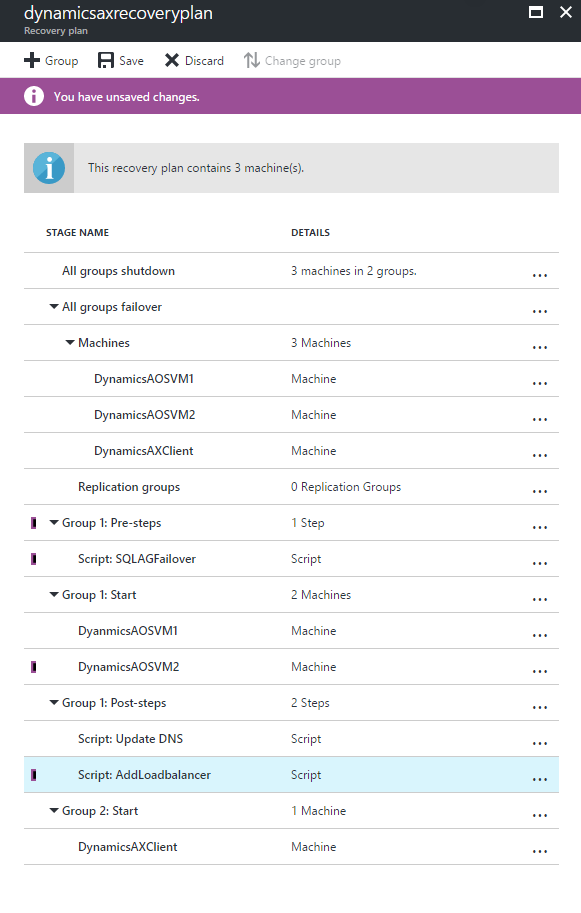 dynamicsaxrecoveryplan
Recovery plan
Group Save Discard Change group
You have unsaved changes.
This recovery plan contains 3 machine(s).
STAGE NAME DETAILS
All groups shutdown 3 machines in 2 groups. ...
All groups failover ...
Machines 3 Machines ...
DynamicsAOSVM1 Machine ...
DynamicsAOSVM2 Machine ...
DynamicsAXClient Machine ...
Replication groups 0 Replication Groups ...
Group 1: Pre-steps 1 Step ...
Script: SQLAGFailover Script ...
Group 1: Start 2 Machines ...
DyanmicsAOSVM1 Machine ...
DynamicsAOSVM2 Machine ...
Group 1: Post-steps 2 Steps ...
Script: Update DNS Script ...
Script: AddLoadbalancer Script ...
Group 2: Start 1 Machine ...
DynamicsAXClient Machine ...